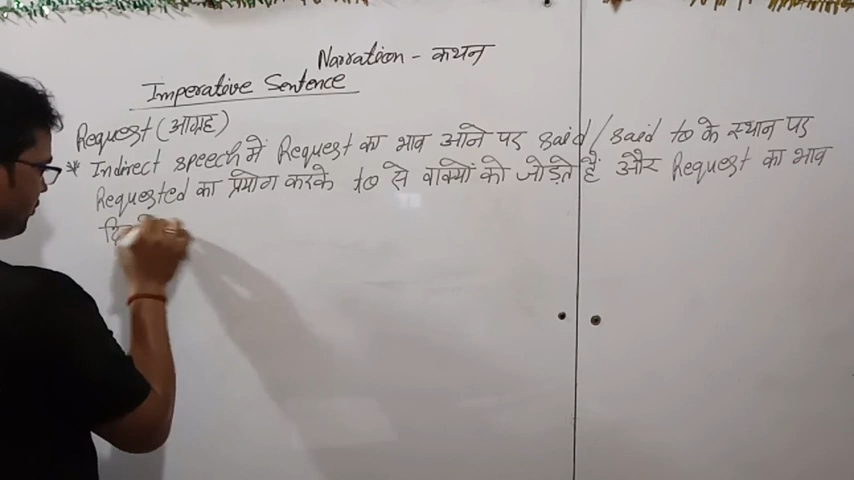 Narration - कथन
Imperative Sentence
Request (आग्रह)
* Indirect speech में Request का भाव आने पर said / said to के स्थान पर
Requested का प्रयोग करके to से वाक्यों को जोड़ते हैं और Request का भाव